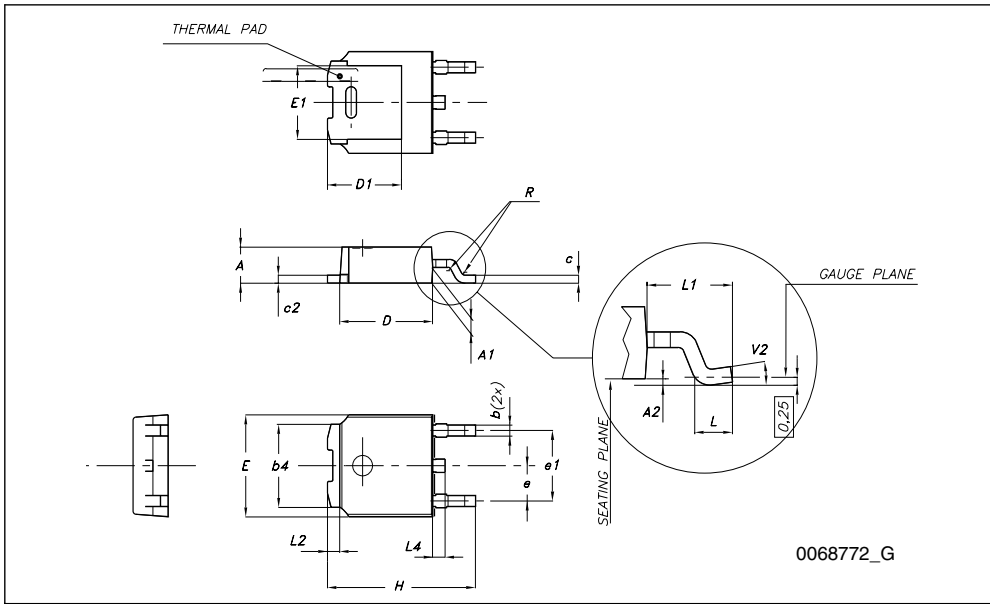 THERMAL PAD
E1
D1
R
A
c2
D
A1
c
L1
GAUGE PLANE
V2
A2
L
0,25
SEATING PLANE
b(2x)
E
b4
e
e1
L2
L4
H
0068772_G